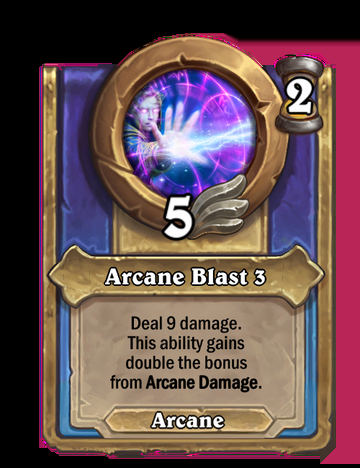 2
5
Arcane Blast 3
Deal 9 damage.
This ability gains
double the bonus
from Arcane Damage.
Arcane